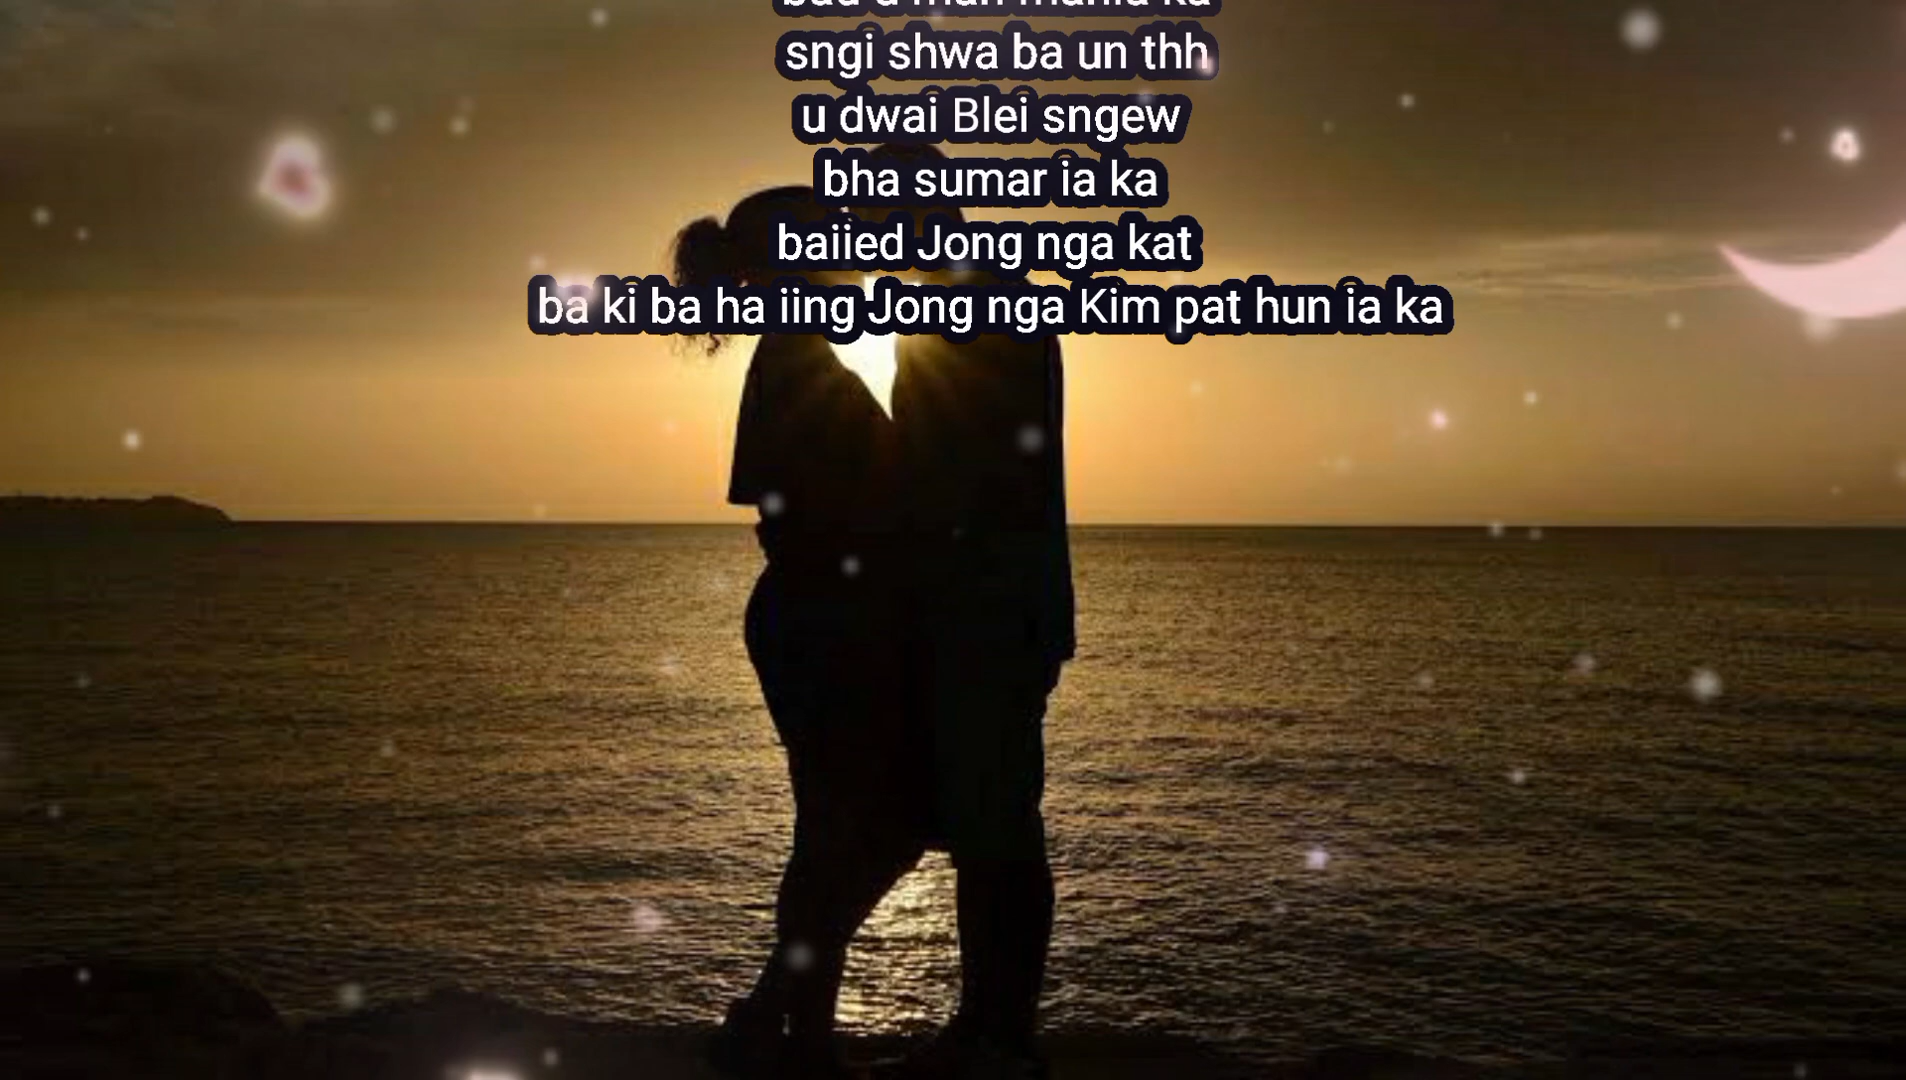 sngi shwa ba un thh
u dwai Blei sngew
bha sumar ia ka
baiied Jong nga kat
ba ki ba ha iing Jong nga Kim pat hun ia ka